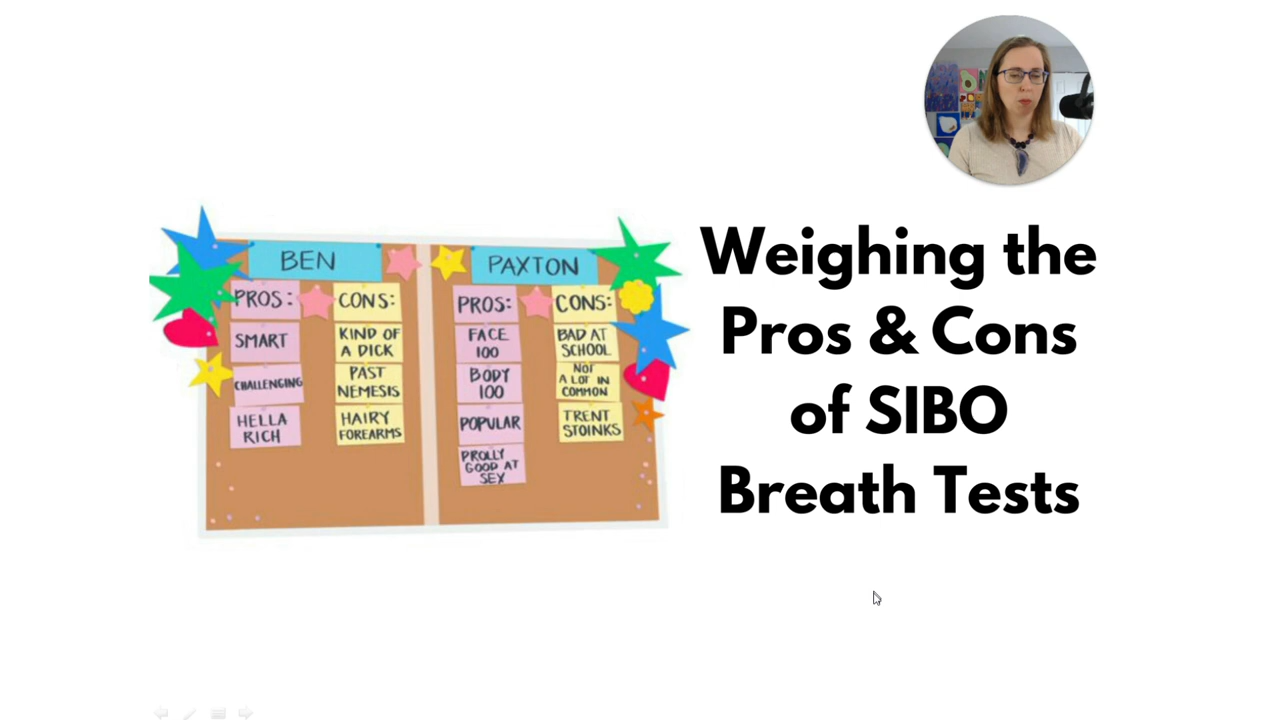 BEN
PROS:
CONS:
SMART
KIND OF
A DICK
CHALLENGING
PAST
NEMESIS
HELLA
RICH
HAIRY
FOREARMS
PAXTON
PROS:
CONS:
FACE
100
BAD AT
SCHOOL
BODY
100
NOT
A LOT IN
COMMON
POPULAR
TRENT
STOINKS
PROLLY
GOOD AT
SEX
Weighing the
Pros & Cons
of SIBO
Breath Tests